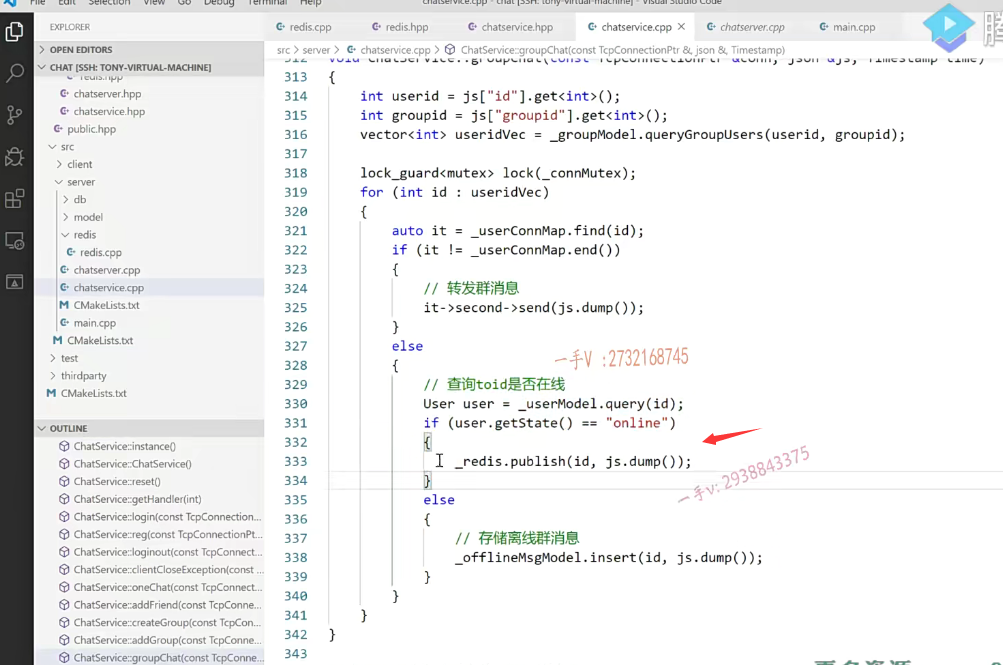 File Edit Selection View Go Debug Terminal Help
chatservice.cpp - chat [SSH: tony-virtual-machine] - Visual Studio Code
EXPLORER
OPEN EDITORS
CHAT [SSH: TONY-VIRTUAL-MACHINE]
redis.hpp
chatserver.hpp
chatservice.hpp
public.hpp
src
client
server
db
model
redis
redis.cpp
chatserver.cpp
chatservice.cpp
CMakeLists.txt
main.cpp
CMakeLists.txt
test
thirdparty
CMakeLists.txt
OUTLINE
ChatService::instance()
ChatService::ChatService()
ChatService::reset()
ChatService::getHandler(int)
ChatService::login(const TcpConnection...
ChatService::reg(const TcpConnectionPt...
ChatService::loginout(const TcpConnect...
ChatService::clientCloseException(const ...
ChatService::oneChat(const TcpConnect...
ChatService::addFriend(const TcpConne...
ChatService::createGroup(const TcpCon...
ChatService::addGroup(const TcpConne...
ChatService::groupChat(const TcpConne...
redis.cpp redis.hpp chatservice.hpp chatservice.cpp chatserver.cpp main.cpp
src > server > chatservice.cpp > ChatService::groupChat(const TcpConnectionPtr &, json &, Timestamp)
312 void ChatService::groupChat(const TcpConnectionPtr &conn, json &js, Timestamp time)
313 {
314 int userid = js["id"].get<int>();
315 int groupid = js["groupid"].get<int>();
316 vector<int> useridVec = _groupModel.queryGroupUsers(userid, groupid);
317
318 lock_guard<mutex> lock(_connMutex);
319 for (int id : useridVec)
320 {
321 auto it = _userConnMap.find(id);
322 if (it != _userConnMap.end())
323 {
324 // 转发群消息
325 it->second->send(js.dump());
326 }
327 else
328 {
329 // 查询toid是否在线
330 User user = _userModel.query(id);
331 if (user.getState() == "online")
332 {
333 _redis.publish(id, js.dump());
334 }
335 else
336 {
337 // 存储离线群消息
338 _offlineMsgModel.insert(id, js.dump());
339 }
340 }
341 }
342 }
343
一手V :2732168745
一手v: 2938843375